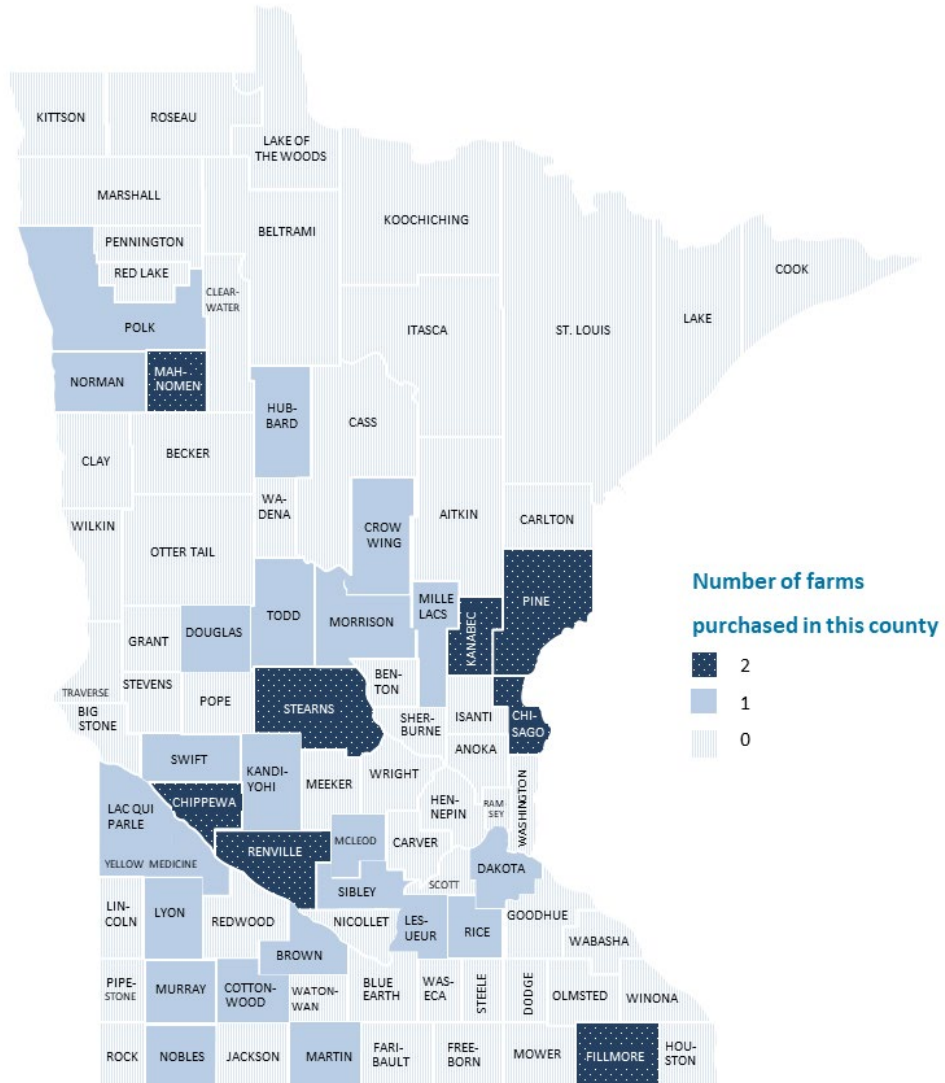 KITTSON
ROSEAU
LAKE OF
THE WOODS
MARSHALL
KOOCHICHING
BELTRAMI
PENNINGTON
RED LAKE
CLEAR-
WATER
COOK
LAKE
ST. LOUIS
ITASCA
POLK
NORMAN
MAH-
NOMEN
HUB-
BARD
CASS
CLAY
BECKER
WA-
DENA
AITKIN
CARLTON
WILKIN
CROW
WING
OTTER TAIL
PINE
MILLE
LACS
KANABEC
TODD
MORRISON
GRANT
DOUGLAS
BEN-
TON
STEVENS
TRAVERSE
POPE
STEARNS
BIG
STONE
SHER-
BURNE
ISANTI
CHI-
SAGO
ANOKA
SWIFT
KANDI-
YOHI
MEEKER
WRIGHT
HEN-
NEPIN
RAM-
SEY
WASHINGTON
CHIPPEWA
LAC QUI
PARLE
RENVILLE
MCLEOD
CARVER
YELLOW MEDICINE
DAKOTA
SCOTT
SIBLEY
LIN-
COLN
LYON
REDWOOD
NICOLLET
LES-
UEUR
RICE
GOODHUE
WABASHA
BROWN
PIPE-
STONE
MURRAY
COTTON-
WOOD
WATON-
WAN
BLUE
EARTH
WAS-
ECA
STEELE
DODGE
OLMSTED
WINONA
ROCK
NOBLES
JACKSON
MARTIN
FARI-
BAULT
FREE-
BORN
MOWER
FILLMORE
HOU-
STON
Number of farms
purchased in this county
2
1
0